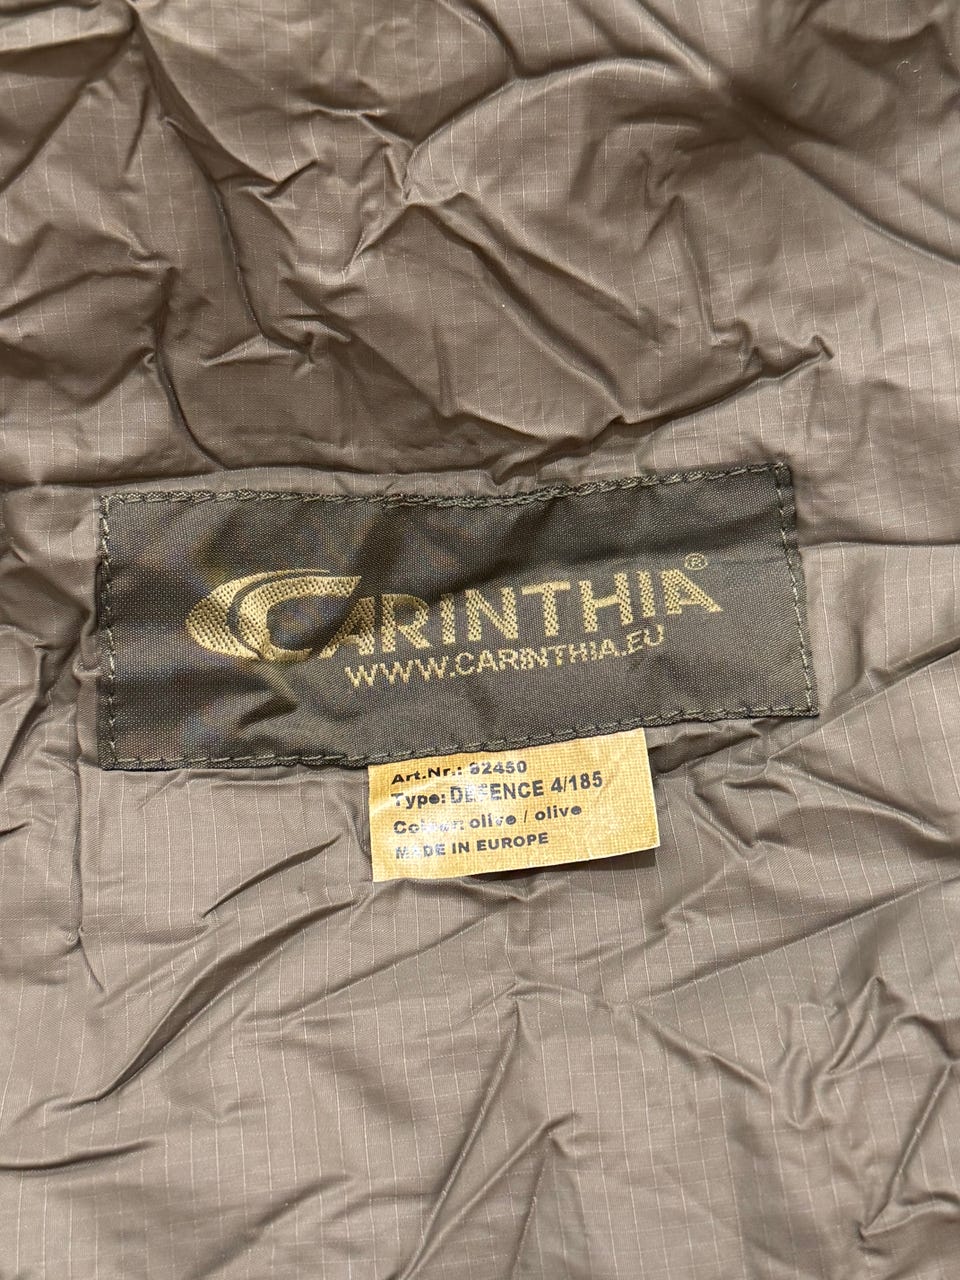 CARINTHIA®
WWW.CARINTHIA.EU
Art.Nr.: 92450
Type: DEFENCE 4/185
Colour: olive / olive
MADE IN EUROPE